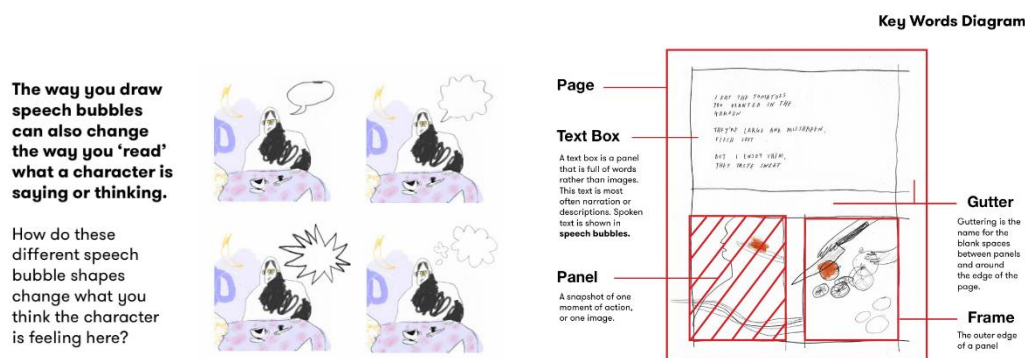 The way you draw
speech bubbles
can also change
the way you ‘read’
what a character is
saying or thinking.
How do these
different speech
bubble shapes
change what you
think the character
is feeling here?
Key Words Diagram
Page
Text Box
A text box is a panel
that is full of words
rather than images.
This text is most
often narration or
descriptions. Spoken
text is shown in
speech bubbles.
Panel
A snapshot of one
moment of action,
or one image.
I EAT THE TOMATOES
YOU PLANTED IN THE
GARDEN
THEY'RE LARGE AND MISSHAPEN,
FLESH SOFT
BUT I ENJOY THEM,
THEY TASTE SWEET
Gutter
Guttering is the
name for the
blank spaces
between panels
and around
the edge of the
page.
Frame
The outer edge
of a panel